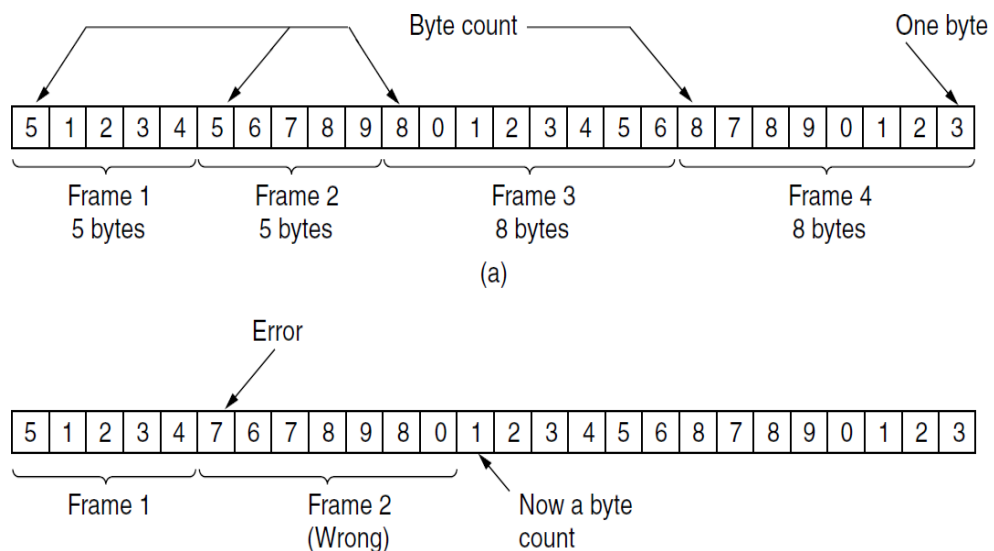 Byte count One byte
5 1 2 3 4 5 6 7 8 9 8 0 1 2 3 4 5 6 8 7 8 9 0 1 2 3
Frame 1 Frame 2 Frame 3 Frame 4
5 bytes 5 bytes 8 bytes 8 bytes
(a)
Error
5 1 2 3 4 7 6 7 8 9 8 0 1 2 3 4 5 6 8 7 8 9 0 1 2 3
Frame 1 Frame 2 Now a byte
(Wrong) count